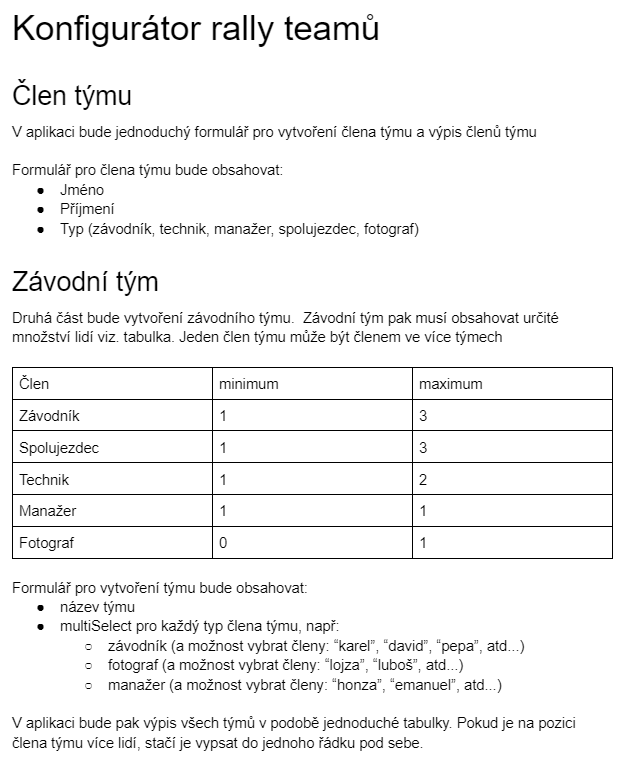 Konfigurátor rally teamů
Člen týmu
V aplikaci bude jednoduchý formulář pro vytvoření člena týmu a výpis členů týmu
Formulář pro člena týmu bude obsahovat:
● Jméno
● Příjmení
● Typ (závodník, technik, manažer, spolujezdec, fotograf)
Závodní tým
Druhá část bude vytvoření závodního týmu.  Závodní tým pak musí obsahovat určité
množství lidí viz. tabulka. Jeden člen týmu může být členem ve více týmech
Člen minimum maximum
Závodník 1 3
Spolujezdec 1 3
Technik 1 2
Manažer 1 1
Fotograf 0 1
Formulář pro vytvoření týmu bude obsahovat:
● název týmu
● multiSelect pro každý typ člena týmu, např:
○ závodník (a možnost vybrat členy: “karel”, “david”, “pepa”, atd...)
○ fotograf (a možnost vybrat členy: “lojza”, “luboš”, atd...)
○ manažer (a možnost vybrat členy: “honza”, “emanuel”, atd...)
V aplikaci bude pak výpis všech týmů v podobě jednoduché tabulky. Pokud je na pozici
člena týmu více lidí, stačí je vypsat do jednoho řádku pod sebe.